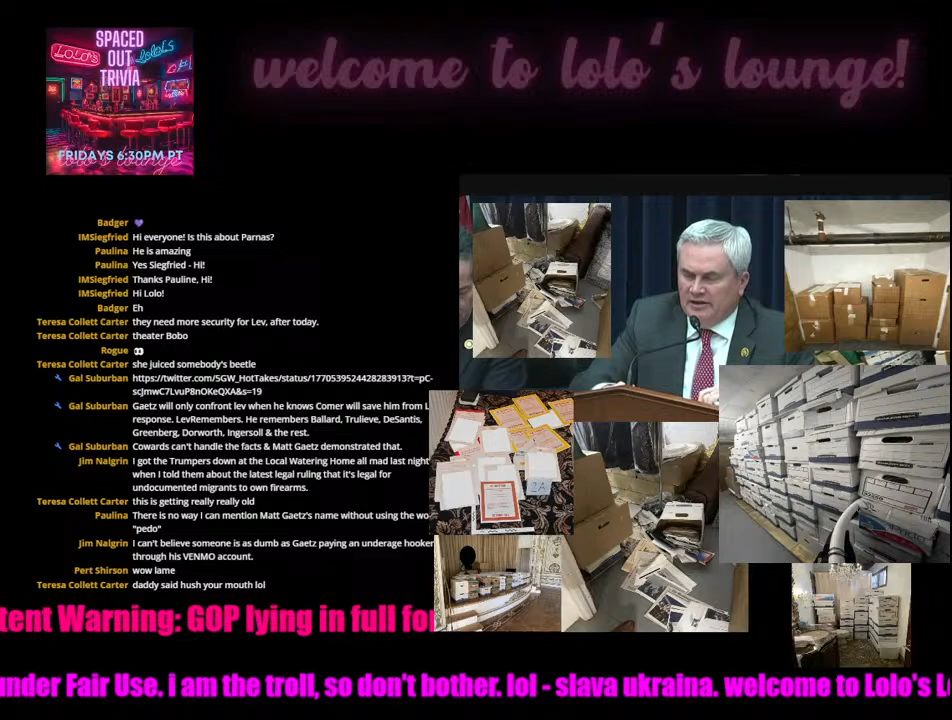 SPACED
OUT
TRIVIA
LOLO'S
FRIDAYS 6:30PM PT
lolo's lounge
welcome to lolo's lounge!
Badger 💜
IMSiegfried Hi everyone! Is this about Parnas?
Paulina He is amazing
Paulina Yes Siegfried - Hi!
IMSiegfried Thanks Pauline, Hi!
IMSiegfried Hi Lolo!
Badger Eh
Teresa Collett Carter they need more security for Lev, after today.
Teresa Collett Carter theater Bobo
Rogue 👀
Teresa Collett Carter she juiced somebody's beetle
Gal Suburban https://twitter.com/5GW_HotTakes/status/1770539524428283913?t=pC-
scJmwC7LvuP8nOKeQXA&s=19
Gal Suburban Gaetz will only confront lev when he knows Comer will save him from L
response. LevRemembers. He remembers Ballard, Trulieve, DeSantis,
Greenberg, Dorworth, Ingersoll & the rest.
Gal Suburban Cowards can't handle the facts & Matt Gaetz demonstrated that.
Jim Nalgrin I got the Trumpers down at the Local Watering Home all mad last night
when I told them about the latest legal ruling that it's legal for
undocumented migrants to own firearms.
Teresa Collett Carter this is getting really really old
Paulina There is no way I can mention Matt Gaetz's name without using the wo
"pedo"
Jim Nalgrin I can't believe someone is as dumb as Gaetz paying an underage hooker
through his VENMO account.
Pert Shirson wow lame
Teresa Collett Carter daddy said hush your mouth lol
2A
tent Warning: GOP lying in full for
under Fair Use. i am the troll, so don't bother. lol - slava ukraina. welcome to Lolo's L